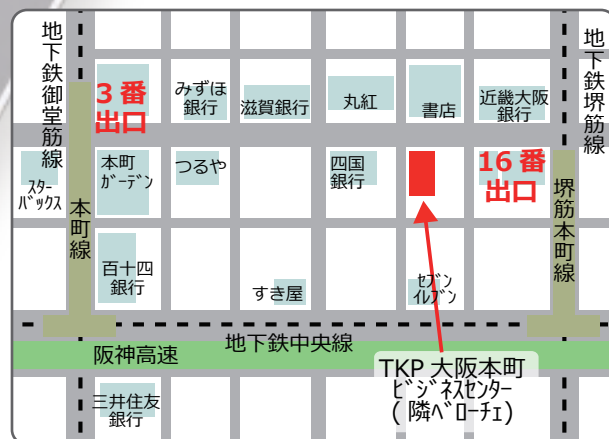 地下鉄御堂筋線
3番
出口
みずほ
銀行
滋賀銀行
丸紅
書店
近畿大阪
銀行
地下鉄堺筋線
スター
バックス
本町
ガーデン
つるや
四国
銀行
16番
出口
本町線
堺筋本町線
百十四
銀行
すき屋
セブン
イレブン
地下鉄中央線
阪神高速
TKP 大阪本町
ビジネスセンター
(隣ベローチェ)
三井住友
銀行